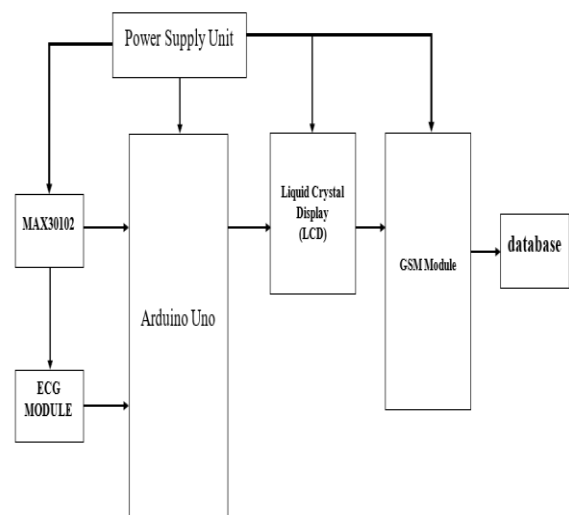 Power Supply Unit
MAX30102
Liquid Crystal
Display
(LCD)
database
GSM Module
Arduino Uno
ECG
MODULE